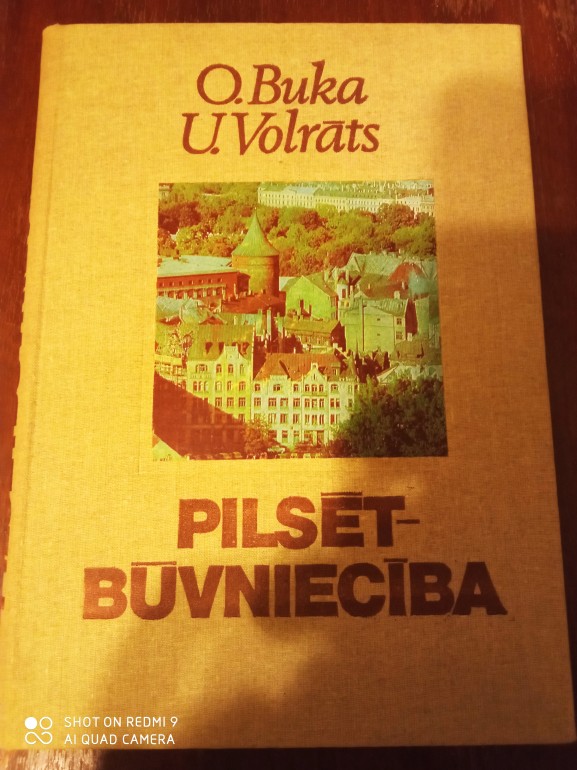 O. Buka
U. Volrāts
PILSĒT-
BŪVNIECĪBA
SHOT ON REDMI 9
AI QUAD CAMERA